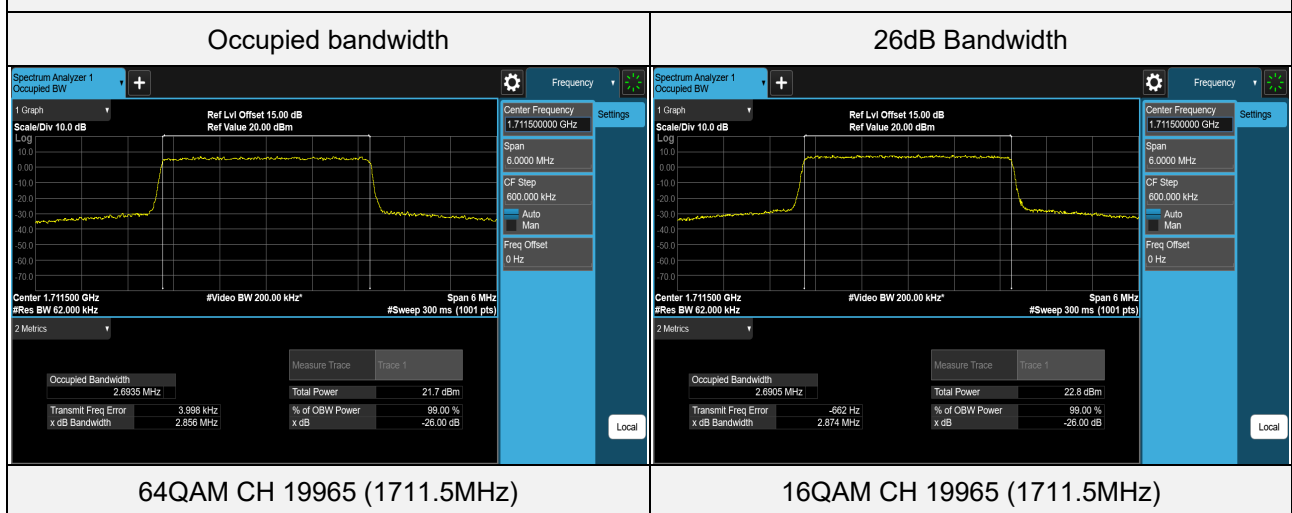 Occupied bandwidth
26dB Bandwidth
Spectrum Analyzer 1
Occupied BW
+
Frequency
1 Graph
Scale/Div 10.0 dB
Log
Ref Lvl Offset 15.00 dB
Ref Value 20.00 dBm
10.0
0.00
-10.0
-20.0
-30.0
-40.0
-50.0
-60.0
-70.0
Center 1.711500 GHz
#Res BW 62.000 kHz
#Video BW 200.00 kHz*
Span 6 MHz
#Sweep 300 ms (1001 pts)
Center Frequency
1.711500000 GHz
Settings
Span
6.0000 MHz
CF Step
600.000 kHz
Auto
Man
Freq Offset
0 Hz
2 Metrics
Measure Trace Trace 1
Occupied Bandwidth
2.6935 MHz
Total Power 21.7 dBm
Transmit Freq Error 3.998 kHz % of OBW Power 99.00 %
x dB Bandwidth 2.856 MHz x dB -26.00 dB
Local
Spectrum Analyzer 1
Occupied BW
+
Frequency
1 Graph
Scale/Div 10.0 dB
Log
Ref Lvl Offset 15.00 dB
Ref Value 20.00 dBm
10.0
0.00
-10.0
-20.0
-30.0
-40.0
-50.0
-60.0
-70.0
Center 1.711500 GHz
#Res BW 62.000 kHz
#Video BW 200.00 kHz*
Span 6 MHz
#Sweep 300 ms (1001 pts)
Center Frequency
1.711500000 GHz
Settings
Span
6.0000 MHz
CF Step
600.000 kHz
Auto
Man
Freq Offset
0 Hz
2 Metrics
Measure Trace Trace 1
Occupied Bandwidth
2.6905 MHz
Total Power 22.8 dBm
Transmit Freq Error -662 Hz % of OBW Power 99.00 %
x dB Bandwidth 2.874 MHz x dB -26.00 dB
Local
64QAM CH 19965 (1711.5MHz)
16QAM CH 19965 (1711.5MHz)